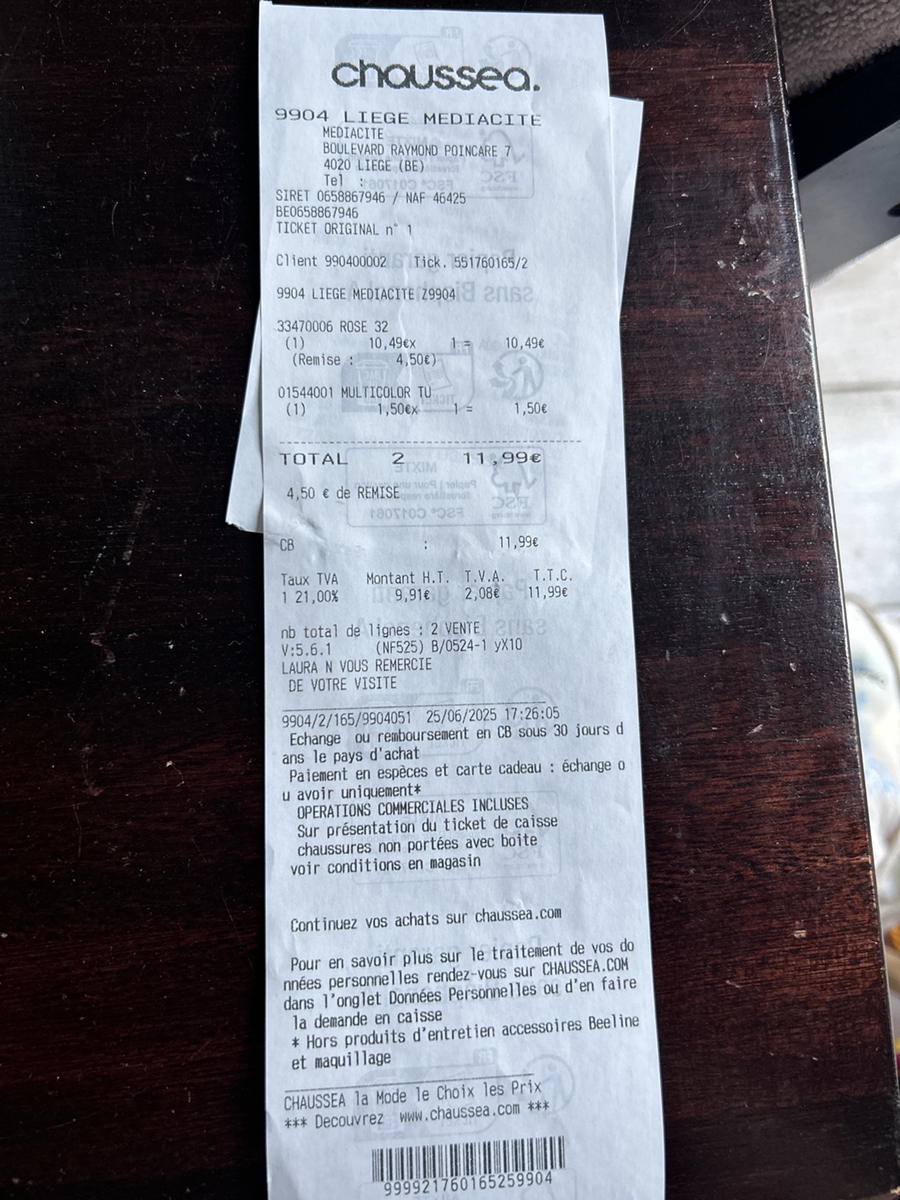 chaussea.
9904 LIEGE MEDIACITE
MEDIACITE
BOULEVARD RAYMOND POINCARE 7
4020 LIEGE (BE)
Tel :
SIRET 0658867946 / NAF 46425
BE0658867946
TICKET ORIGINAL n° 1
Client 990400002 Tick. 551760165/2
9904 LIEGE MEDIACITE Z9904
33470006 ROSE 32
(1) 10,49€x 1 = 10,49€
(Remise : 4,50€)
01544001 MULTICOLOR TU
(1) 1,50€x 1 = 1,50€
TOTAL 2 11,99€
4,50 € de REMISE
CB : 11,99€
Taux TVA Montant H.T. T.V.A. T.T.C.
1 21,00% 9,91€ 2,08€ 11,99€
nb total de lignes : 2 VENTE
V:5.6.1 (NF525) B/0524-1 yX10
LAURA N VOUS REMERCIE
DE VOTRE VISITE
9904/2/165/9904051 25/06/2025 17:26:05
Echange ou remboursement en CB sous 30 jours d
ans le pays d'achat
Paiement en espèces et carte cadeau : échange o
u avoir uniquement*
OPERATIONS COMMERCIALES INCLUSES
Sur présentation du ticket de caisse
chaussures non portées avec boite
voir conditions en magasin
Continuez vos achats sur chaussea.com
Pour en savoir plus sur le traitement de vos do
nnées personnelles rendez-vous sur CHAUSSEA.COM
dans l'onglet Données Personnelles ou d'en faire
la demande en caisse
* Hors produits d'entretien accessoires Beeline
et maquillage
CHAUSSEA la Mode le Choix les Prix
*** Decouvrez www.chaussea.com ***
999921760165259904